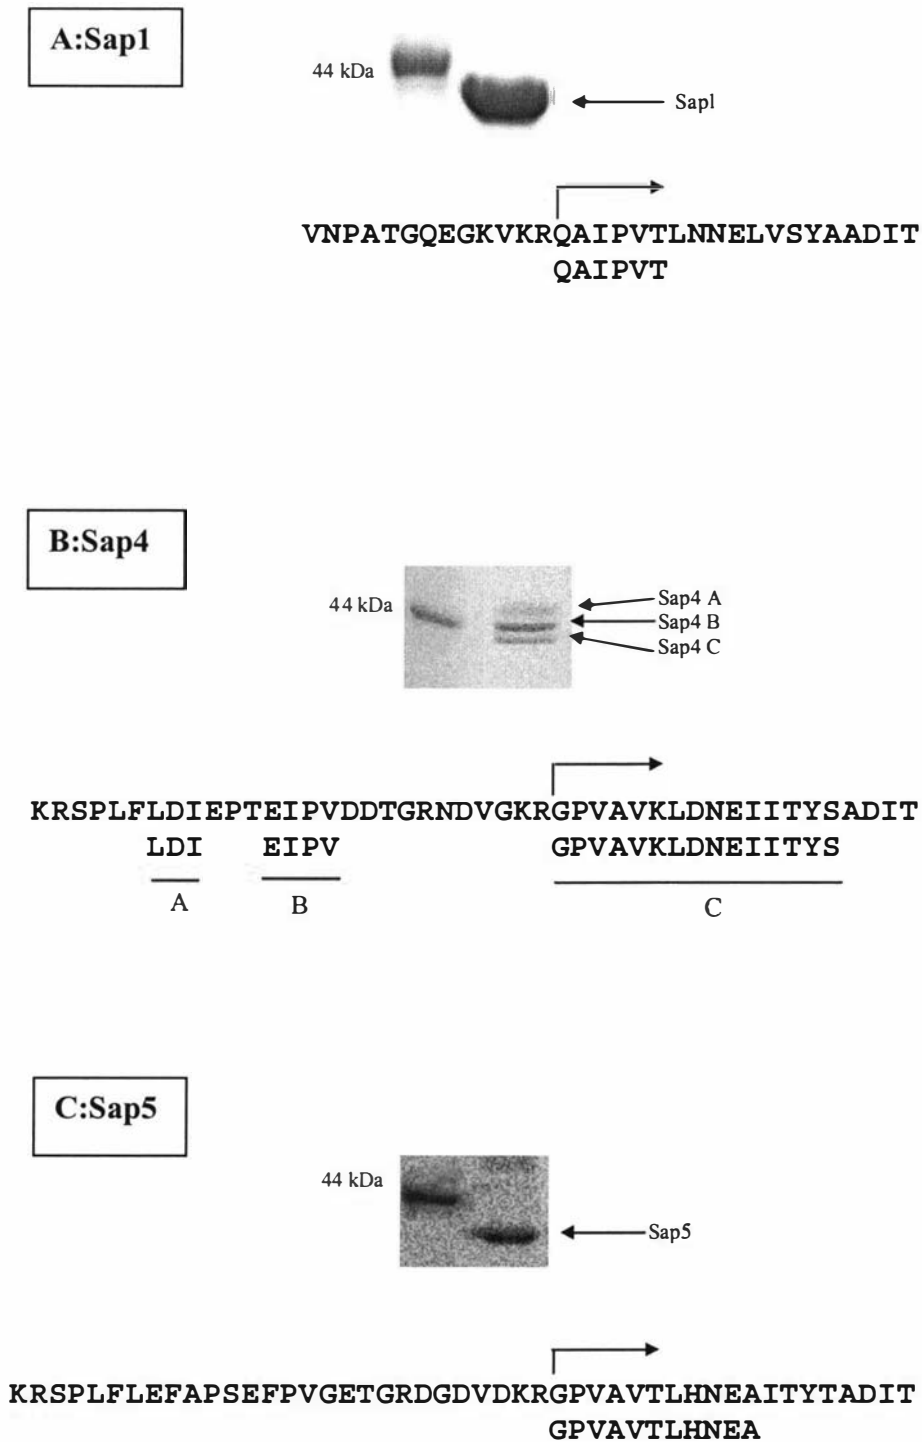 A:Sap1
44 kDa
Sap1
VNPATGQEGKVKRQAIPVTLNNELVSYAADIT
QAIPVT
B:Sap4
44 kDa
Sap4 A
Sap4 B
Sap4 C
KRSPLFLDIEPTEIPVDDTGRNDVGKRGPVAVKLDNEIITYSADIT
LDI EIPV GPVAVKLDNEIITYS
A B C
C:Sap5
44 kDa
Sap5
KRSPLFLEFAPSEFPVGETGRDGDVDKRGPVAVTLHNEAITYTADIT
GPVAVTLHNEA